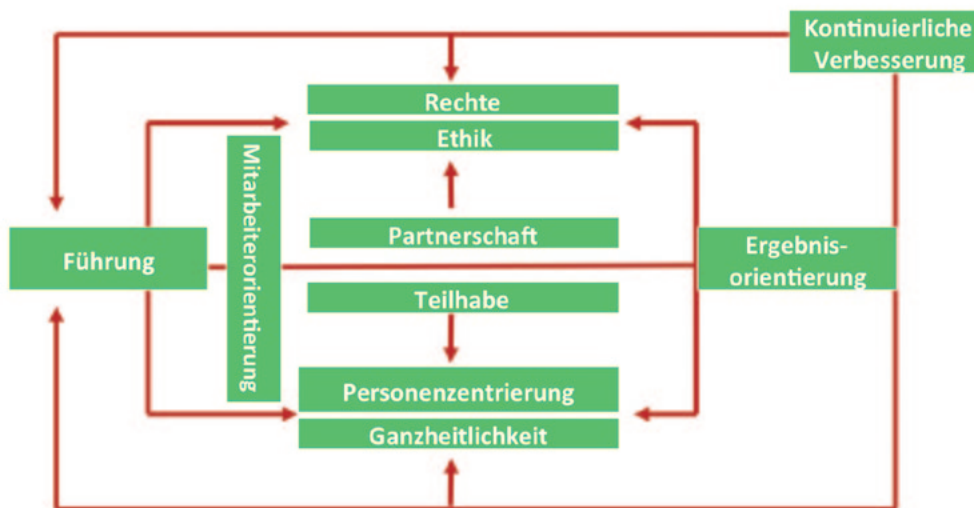 Kontinuierliche
Verbesserung
Rechte
Ethik
Mitarbeiterorientierung
Partnerschaft
Führung
Ergebnis-
orientierung
Teilhabe
Personenzentrierung
Ganzheitlichkeit